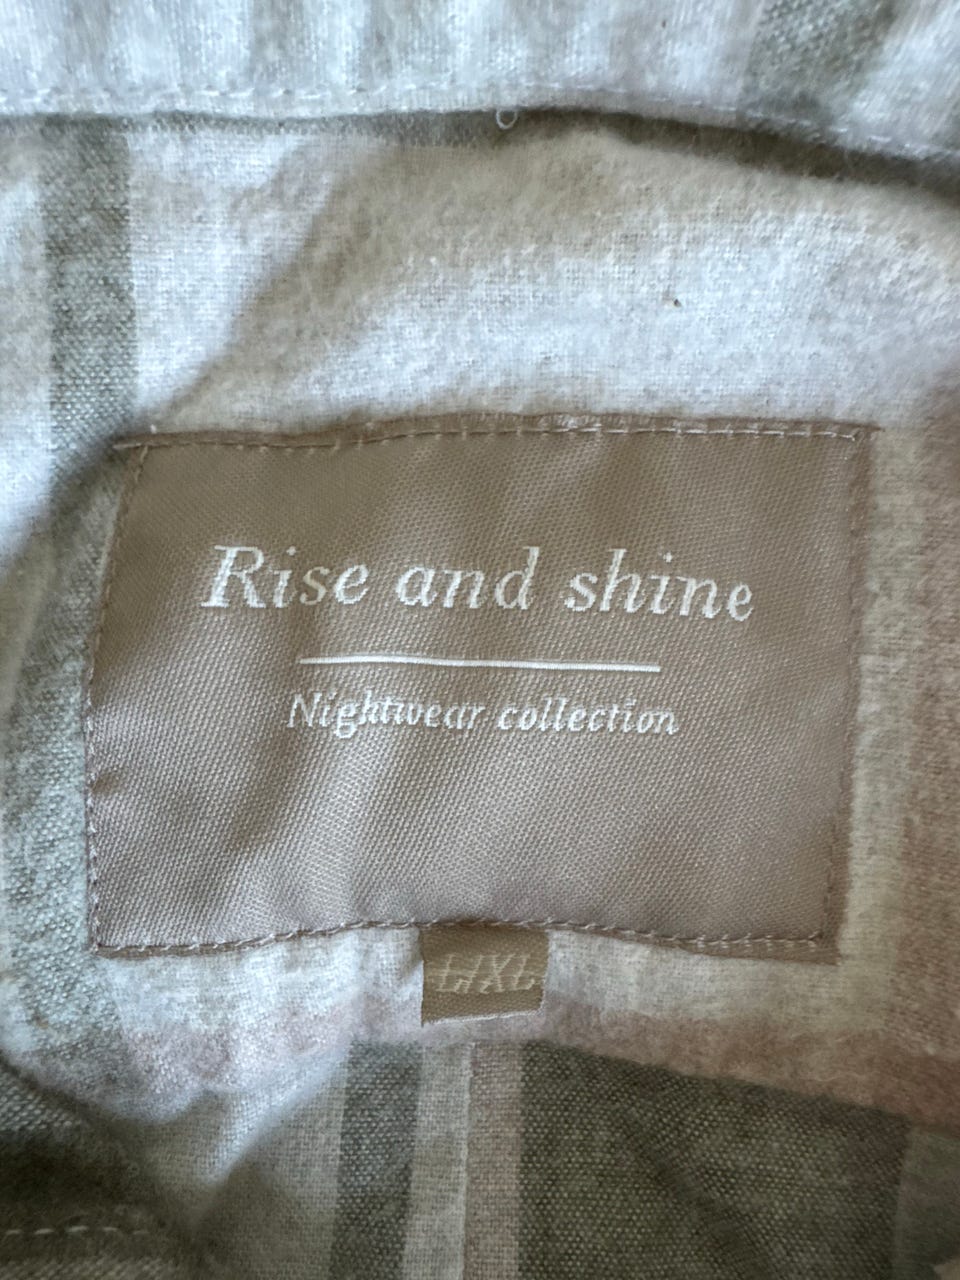 Rise and shine
Nightwear collection
L/XL